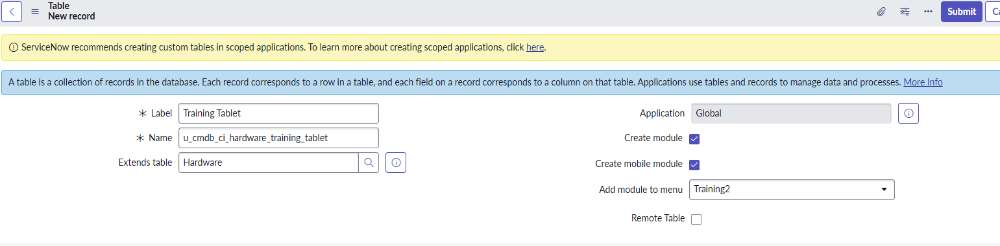 Table
New record
Submit
Ca
ServiceNow recommends creating custom tables in scoped applications. To learn more about creating scoped applications, click here.
A table is a collection of records in the database. Each record corresponds to a row in a table, and each field on a record corresponds to a column on that table. Applications use tables and records to manage data and processes. More Info
Label Training Tablet
Name u_cmdb_ci_hardware_training_tablet
Extends table Hardware
Application Global
Create module
Create mobile module
Add module to menu Training2
Remote Table